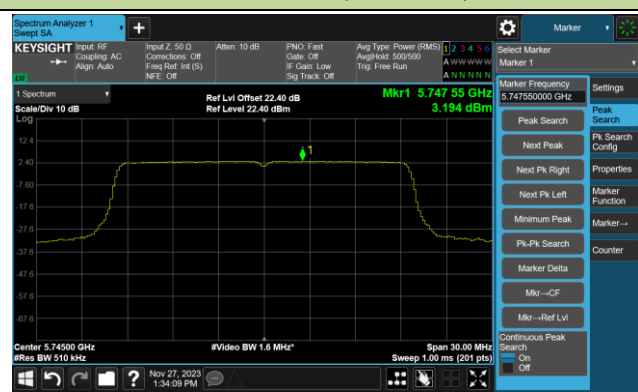 Spectrum Analyzer 1
Swept SA
Marker
KEYSIGHT
Input: RF
Coupling: AC
Align: Auto
Input Z: 50 Ω
Corrections: Off
Freq Ref: Int (S)
NFE: Off
Atten: 10 dB
PNO: Fast
Gate: Off
IF Gain: Low
Sig Track: Off
Avg Type: Power (RMS)
Avg|Hold: 500/500
Trig: Free Run
1 2 3 4 5 6
A W W W W W
A N N N N N
LXI
Select Marker
Marker 1
1 Spectrum
Scale/Div 10 dB
Log
Ref Lvl Offset 22.40 dB
Ref Level 22.40 dBm
Mkr1 5.747 55 GHz
3.194 dBm
12.4
2.40
-7.60
-17.6
-27.6
-37.6
-47.6
-57.6
-67.6
1
Center 5.74500 GHz
#Res BW 510 kHz
#Video BW 1.6 MHz*
Span 30.00 MHz
Sweep 1.00 ms (201 pts)
Marker Frequency
5.747550000 GHz
Peak Search
Next Peak
Next Pk Right
Next Pk Left
Minimum Peak
Pk-Pk Search
Marker Delta
Mkr→CF
Mkr→Ref Lvl
Continuous Peak
Search
On
Off
Settings
Peak
Search
Pk Search
Config
Properties
Marker
Function
Marker→
Counter
?
Nov 27, 2023
1:34:09 PM